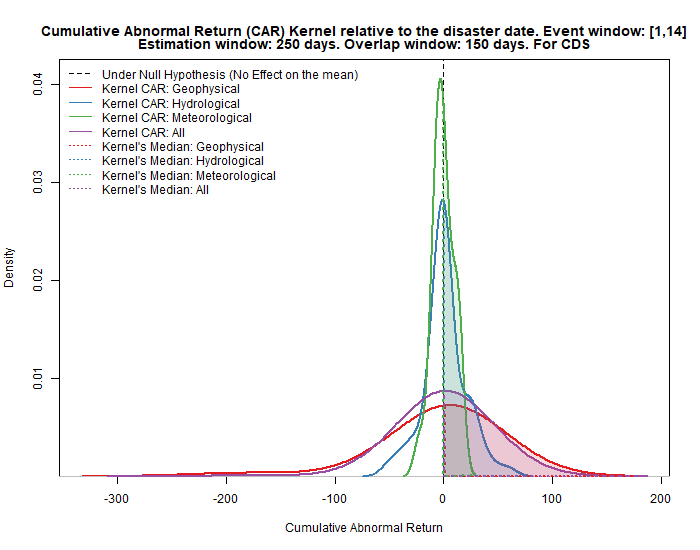 Cumulative Abnormal Return (CAR) Kernel relative to the disaster date. Event window: [1,14]
Estimation window: 250 days. Overlap window: 150 days. For CDS
Under Null Hypothesis (No Effect on the mean)
Kernel CAR: Geophysical
Kernel CAR: Hydrological
Kernel CAR: Meteorological
Kernel CAR: All
Kernel's Median: Geophysical
Kernel's Median: Hydrological
Kernel's Median: Meteorological
Kernel's Median: All
Density
0.04
0.03
0.02
0.01
-300 -200 -100 0 100 200
Cumulative Abnormal Return